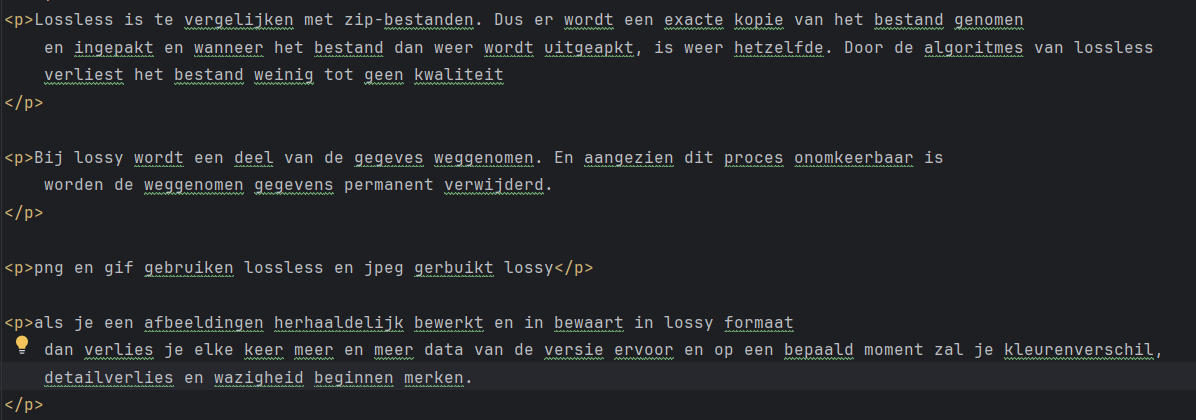 <p>Lossless is te vergelijken met zip-bestanden. Dus er wordt een exacte kopie van het bestand genomen
en ingepakt en wanneer het bestand dan weer wordt uitgeapkt, is weer hetzelfde. Door de algoritmes van lossless
verliest het bestand weinig tot geen kwaliteit
</p>
<p>Bij lossy wordt een deel van de gegeves weggenomen. En aangezien dit proces onomkeerbaar is
worden de weggenomen gegevens permanent verwijderd.
</p>
<p>png en gif gebruiken lossless en jpeg gerbuikt lossy</p>
<p>als je een afbeeldingen herhaaldelijk bewerkt en in bewaart in lossy formaat
dan verlies je elke keer meer en meer data van de versie ervoor en op een bepaald moment zal je kleurenverschil,
detailverlies en wazigheid beginnen merken.
</p>